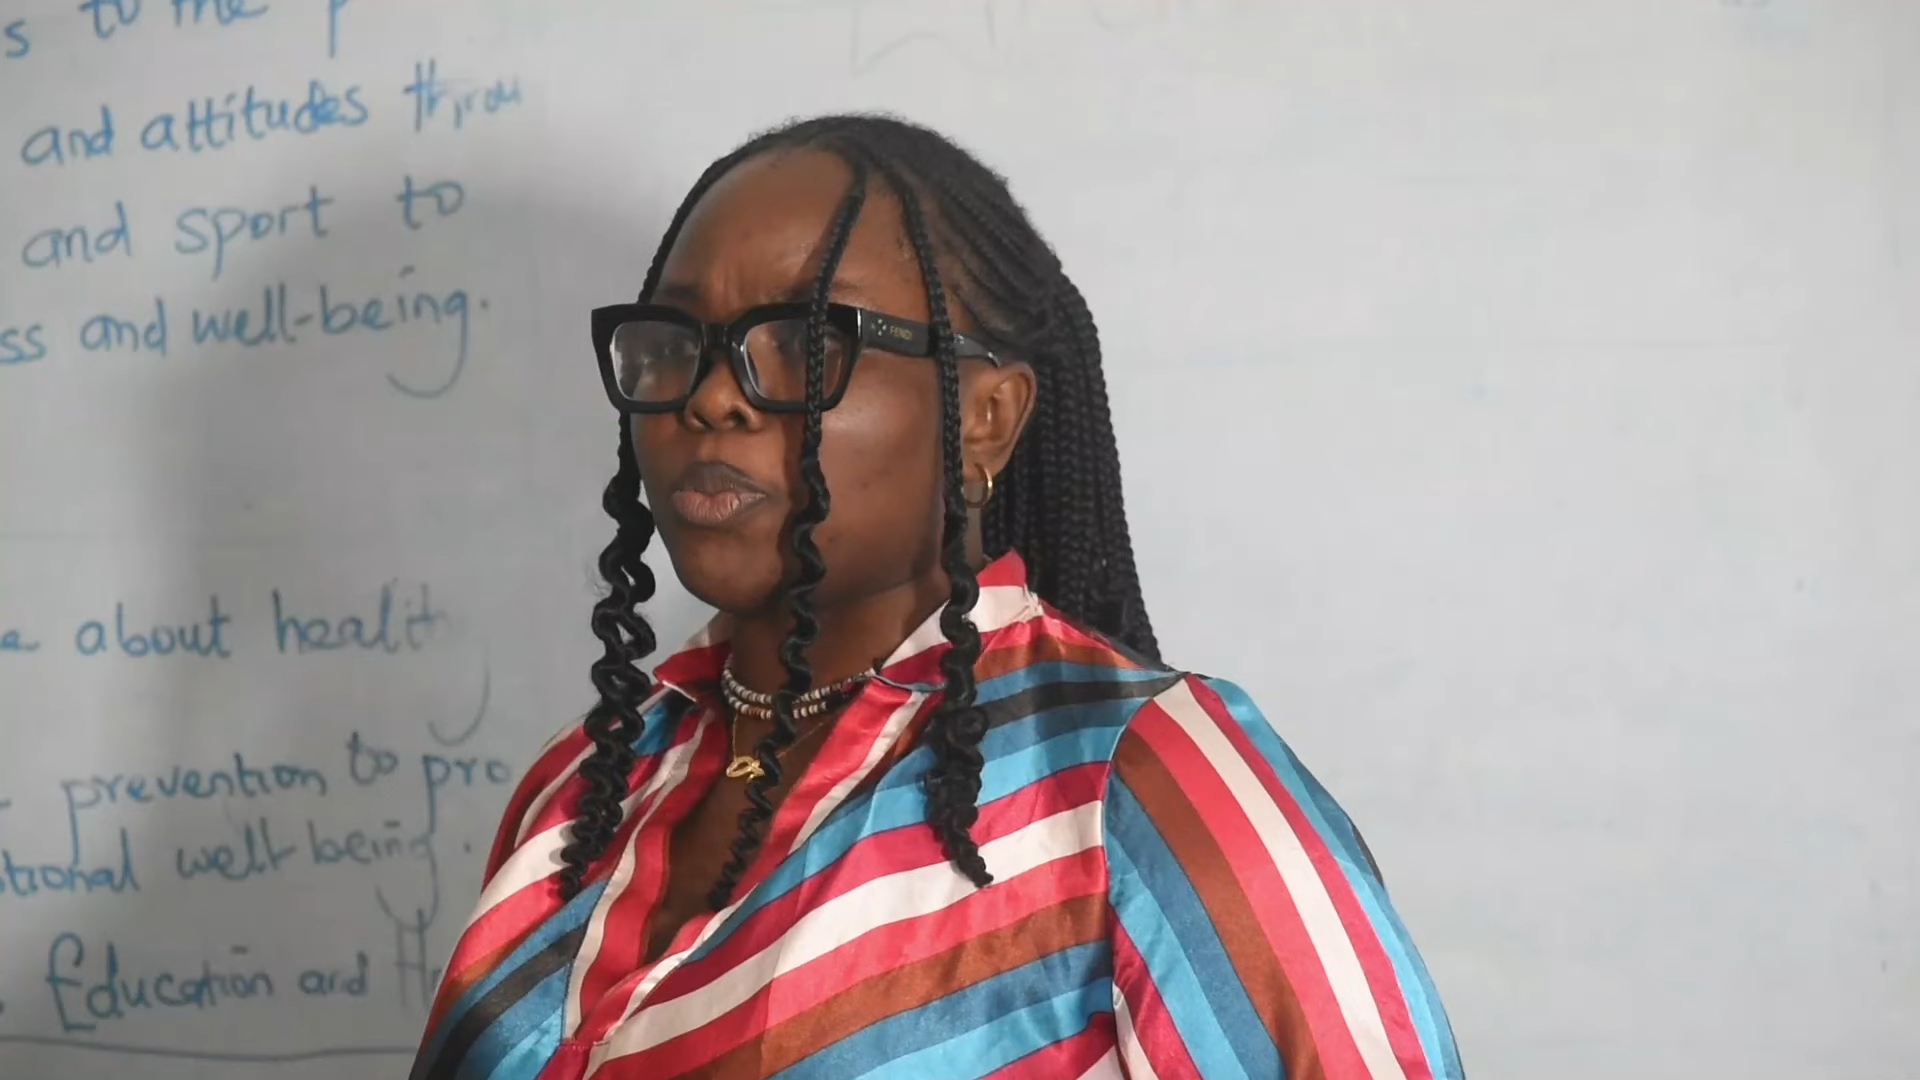 s to the p
and attitudes throu
and sport to
ss and well-being.
e about healt
prevention to pro
tional well being.
Education and
FENDI